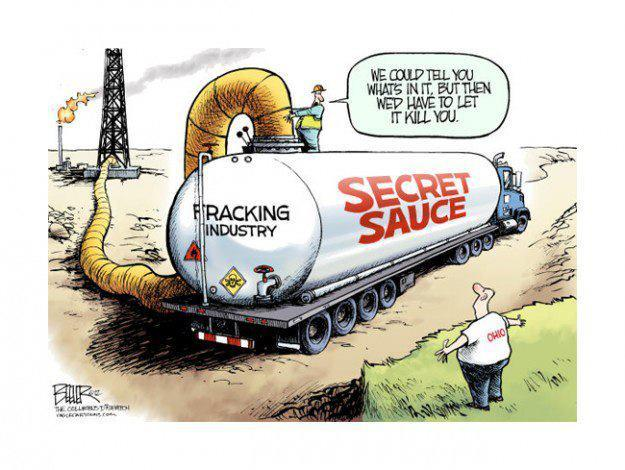 WE COULD TELL YOU
WHAT'S IN IT, BUT THEN
WE'D HAVE TO LET
IT KILL YOU.
SECRET
SAUCE
FRACKING
INDUSTRY
OHIO
BEELER
THE COLUMBUS DISPATCH